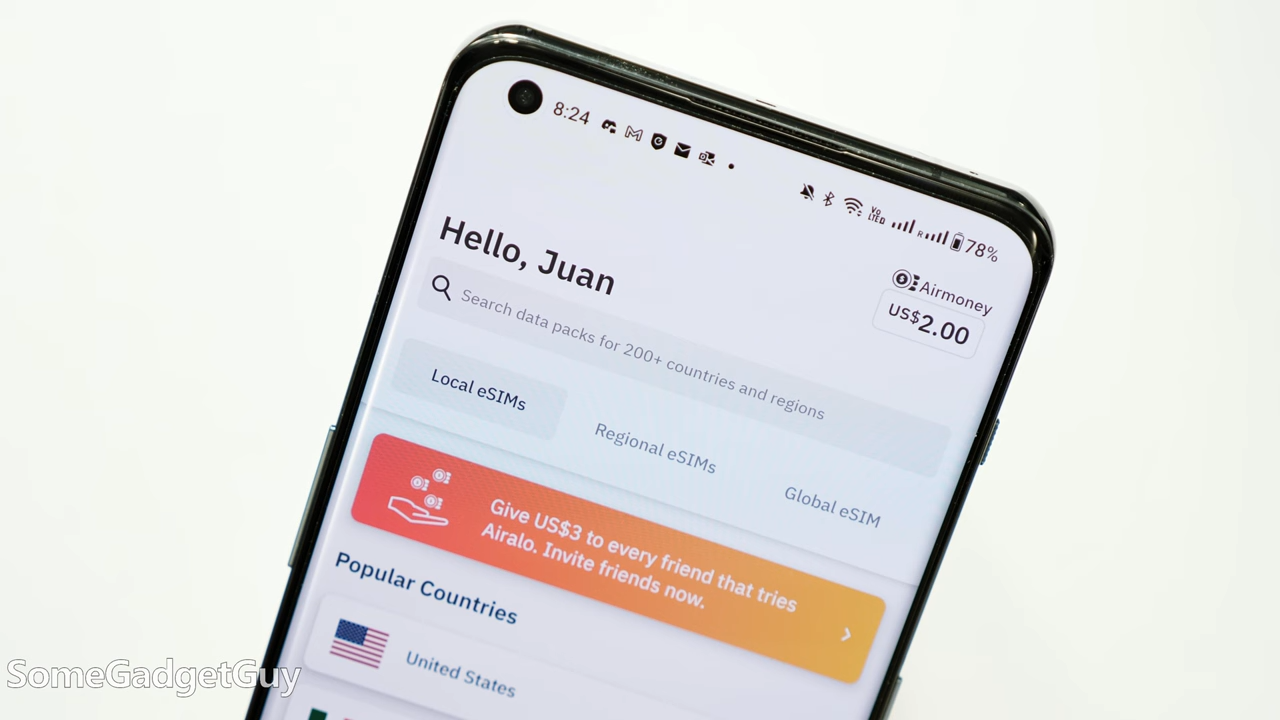 8:24
VO
LTE
R
78%
Hello, Juan
Airmoney
US$2.00
Search data packs for 200+ countries and regions
Local eSIMs
Regional eSIMs
Global eSIM
Give US$3 to every friend that tries
Airalo. Invite friends now.
Popular Countries
United States
SomeGadgetGuy